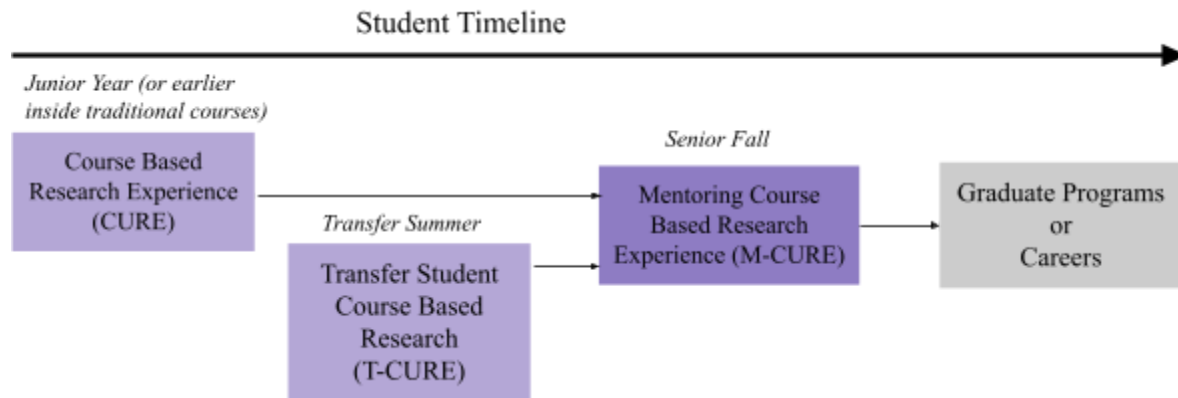 Student Timeline
Junior Year (or earlier
inside traditional courses)
Course Based
Research Experience
(CURE)
Transfer Summer
Transfer Student
Course Based
Research
(T-CURE)
Senior Fall
Mentoring Course
Based Research
Experience (M-CURE)
Graduate Programs
or
Careers